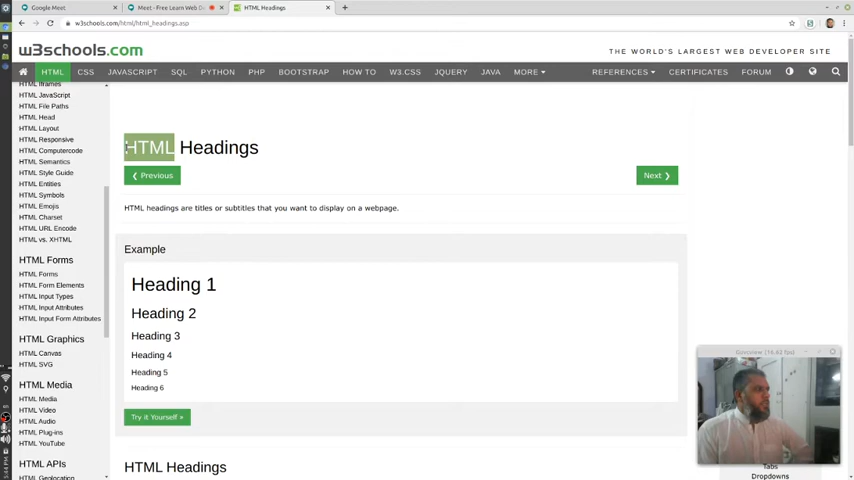 Google Meet
Meet - Free Learn Web De
HTML Headings
w3schools.com/html/html_headings.asp
w3schools.com
THE WORLD'S LARGEST WEB DEVELOPER SITE
HTML CSS JAVASCRIPT SQL PYTHON PHP BOOTSTRAP HOW TO W3.CSS JQUERY JAVA MORE REFERENCES CERTIFICATES FORUM
HTML Iframes
HTML JavaScript
HTML File Paths
HTML Head
HTML Layout
HTML Responsive
HTML Computercode
HTML Semantics
HTML Style Guide
HTML Entities
HTML Symbols
HTML Emojis
HTML Charset
HTML URL Encode
HTML vs. XHTML
HTML Forms
HTML Forms
HTML Form Elements
HTML Input Types
HTML Input Attributes
HTML Input Form Attributes
HTML Graphics
HTML Canvas
HTML SVG
HTML Media
HTML Media
HTML Video
HTML Audio
HTML Plug-ins
HTML YouTube
HTML APIs
HTML Geolocation
HTML Headings
❮ Previous
Next ❯
HTML headings are titles or subtitles that you want to display on a webpage.
Example
Heading 1
Heading 2
Heading 3
Heading 4
Heading 5
Heading 6
Try it Yourself »
HTML Headings
Guvcview (16.63 fps)
Tabs
Dropdowns
5:44 PM